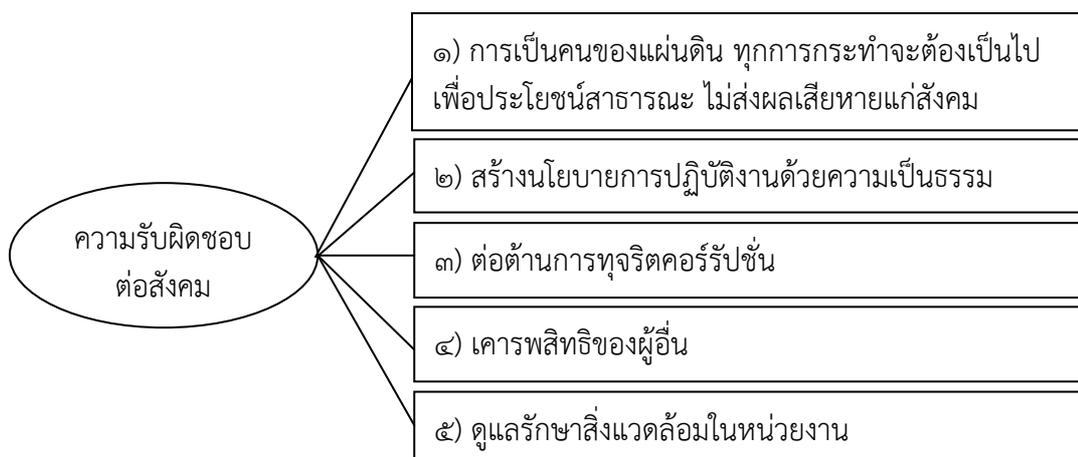 ความรับผิดชอบ
ต่อสังคม
๑) การเป็นคนของแผ่นดิน ทุกการกระทำจะต้องเป็นไป
เพื่อประโยชน์สาธารณะ ไม่ส่งผลเสียหายแก่สังคม
๒) สร้างนโยบายการปฏิบัติงานด้วยความเป็นธรรม
๓) ต่อต้านการทุจริตคอร์รัปชั่น
๔) เคารพสิทธิของผู้อื่น
๕) ดูแลรักษาสิ่งแวดล้อมในหน่วยงาน